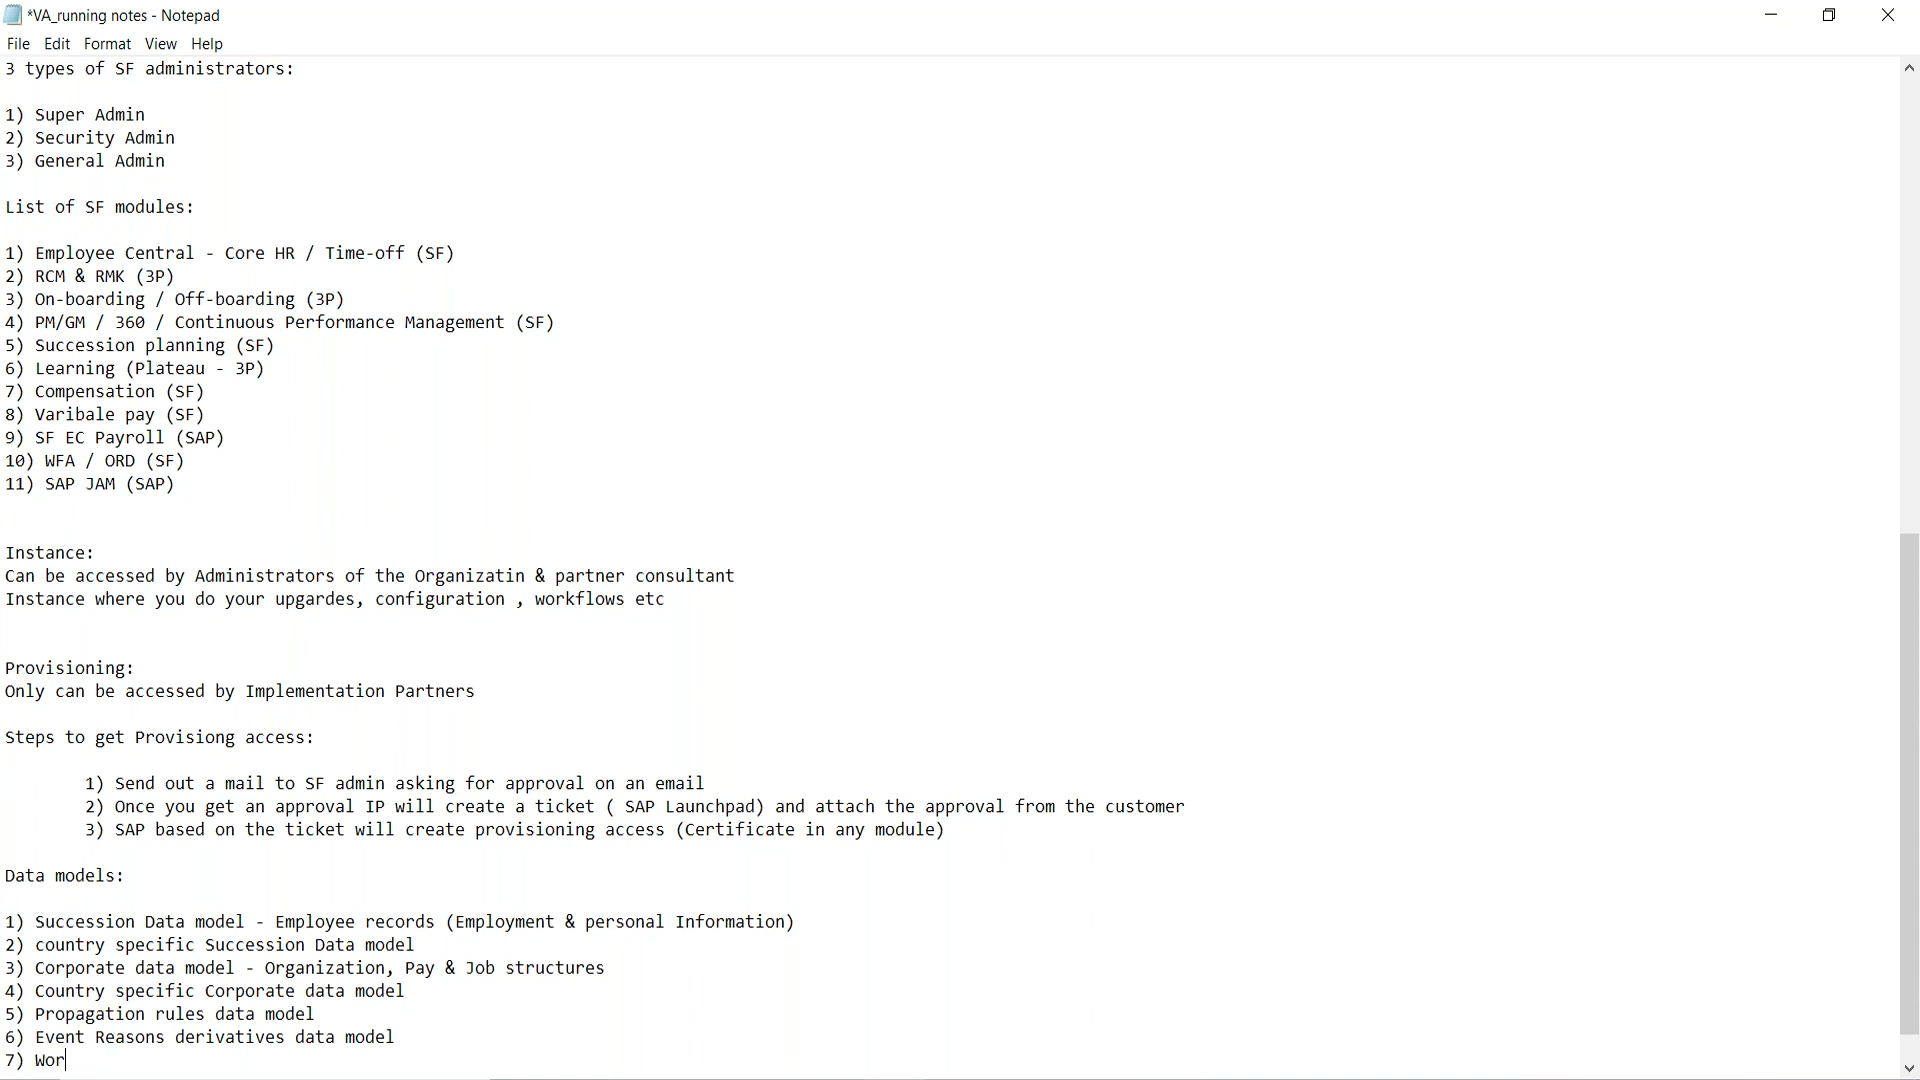 *VA_running notes - Notepad
File Edit Format View Help
3 types of SF administrators:
1) Super Admin
2) Security Admin
3) General Admin
List of SF modules:
1) Employee Central - Core HR / Time-off (SF)
2) RCM & RMK (3P)
3) On-boarding / Off-boarding (3P)
4) PM/GM / 360 / Continuous Performance Management (SF)
5) Succession planning (SF)
6) Learning (Plateau - 3P)
7) Compensation (SF)
8) Varibale pay (SF)
9) SF EC Payroll (SAP)
10) WFA / ORD (SF)
11) SAP JAM (SAP)
Instance:
Can be accessed by Administrators of the Organizatin & partner consultant
Instance where you do your upgardes, configuration , workflows etc
Provisioning:
Only can be accessed by Implementation Partners
Steps to get Provisiong access:
1) Send out a mail to SF admin asking for approval on an email
2) Once you get an approval IP will create a ticket ( SAP Launchpad) and attach the approval from the customer
3) SAP based on the ticket will create provisioning access (Certificate in any module)
Data models:
1) Succession Data model - Employee records (Employment & personal Information)
2) country specific Succession Data model
3) Corporate data model - Organization, Pay & Job structures
4) Country specific Corporate data model
5) Propagation rules data model
6) Event Reasons derivatives data model
7) Wor